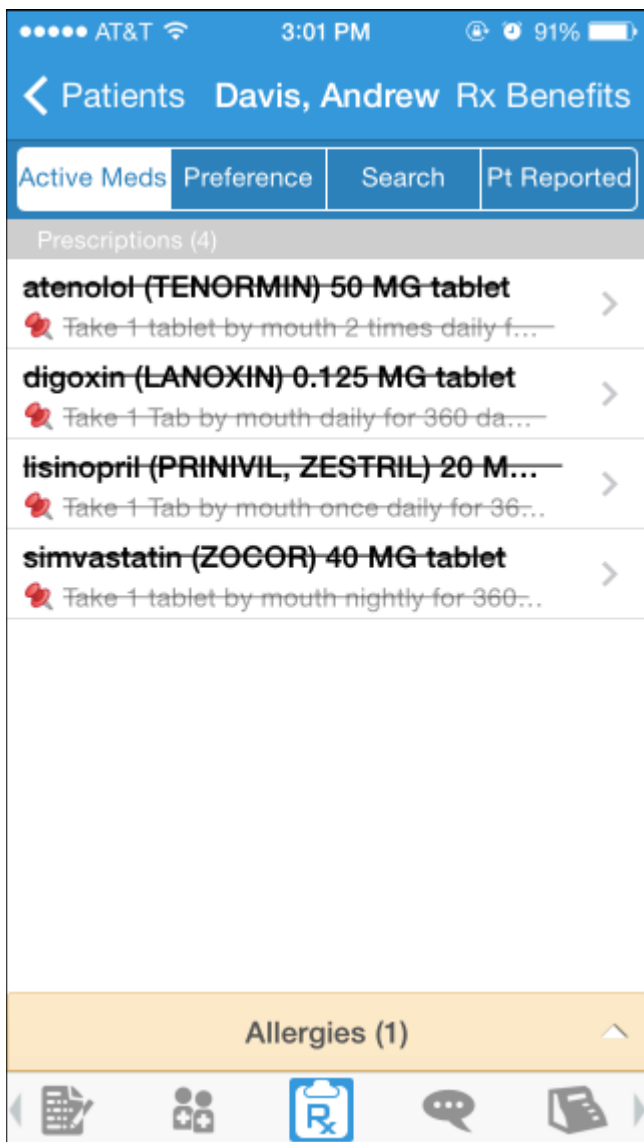 AT&T 3:01 PM 91%
Patients Davis, Andrew Rx Benefits
Active Meds Preference Search Pt Reported
Prescriptions (4)
atenolol (TENORMIN) 50 MG tablet
Take 1 tablet by mouth 2 times daily f...
digoxin (LANOXIN) 0.125 MG tablet
Take 1 Tab by mouth daily for 360 da...
lisinopril (PRINIVIL, ZESTRIL) 20 M...
Take 1 Tab by mouth once daily for 36...
simvastatin (ZOCOR) 40 MG tablet
Take 1 tablet by mouth nightly for 360...
Allergies (1)
Rx